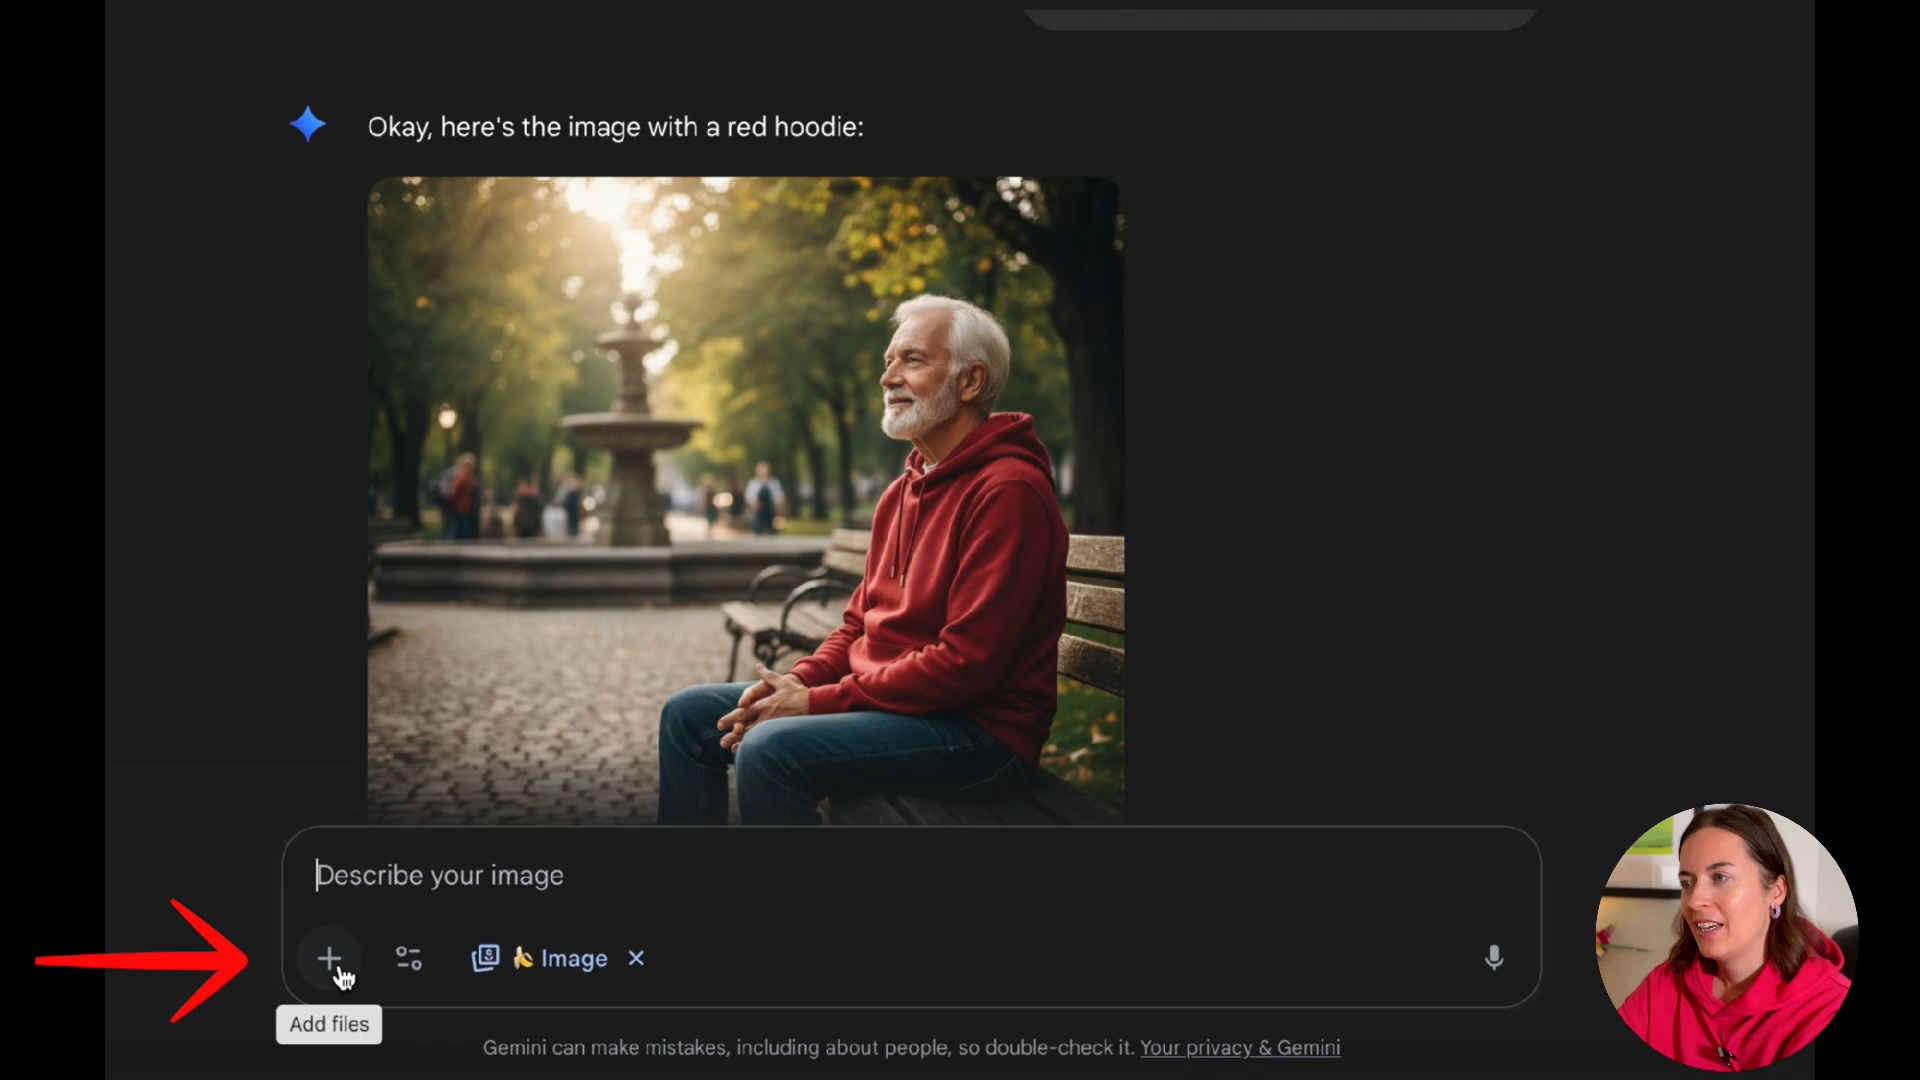 Okay, here's the image with a red hoodie:
Describe your image
Image
Add files
Gemini can make mistakes, including about people, so double-check it. Your privacy & Gemini